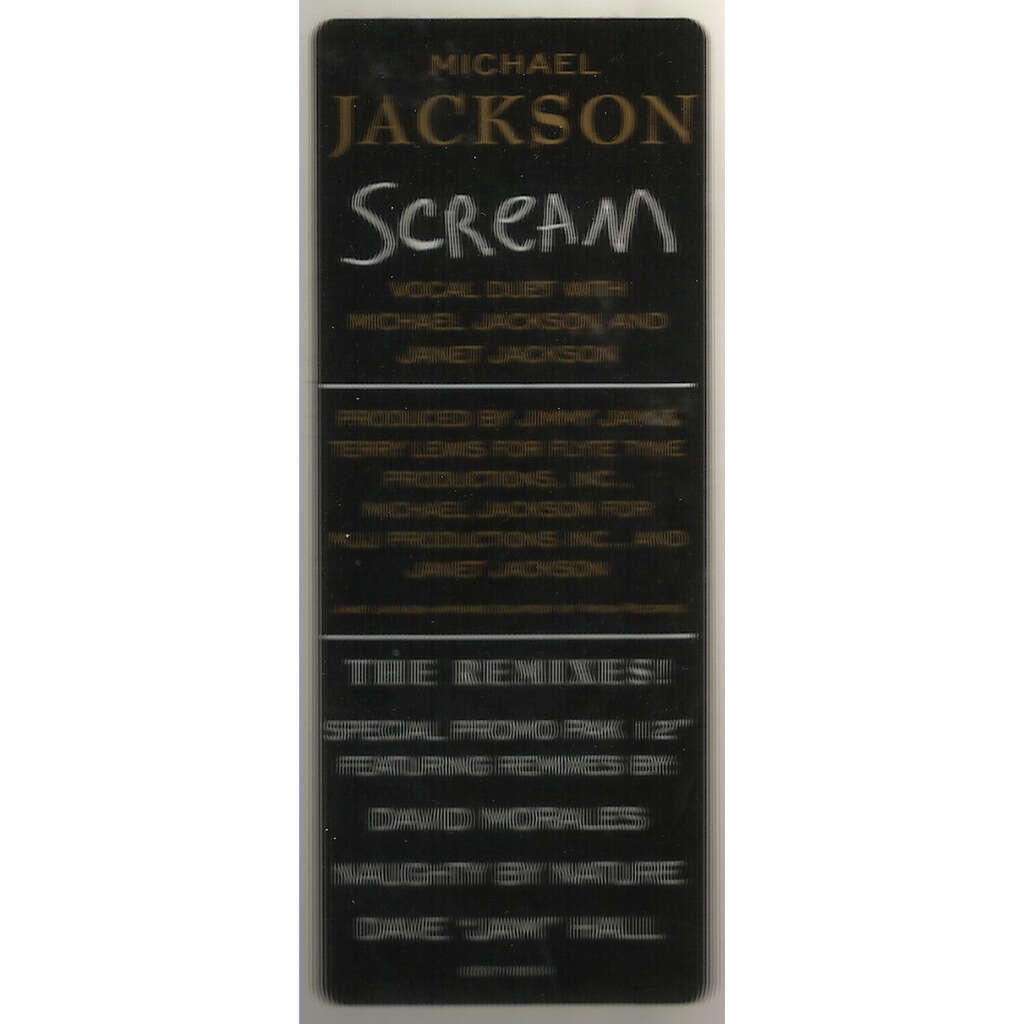 MICHAEL
JACKSON
SCREAM
VOCAL DUET WITH
MICHAEL JACKSON AND
JANET JACKSON
PRODUCED BY JIMMY JAM &
TERRY LEWIS FOR FLYTE TYME
PRODUCTIONS, INC.,
MICHAEL JACKSON FOR
MJJ PRODUCTIONS INC., AND
JANET JACKSON
THE REMIXES!!
SPECIAL PROMO PAK 12"
FEATURING REMIXES BY:
DAVID MORALES
NAUGHTY BY NATURE
DAVE "JAM" HALL